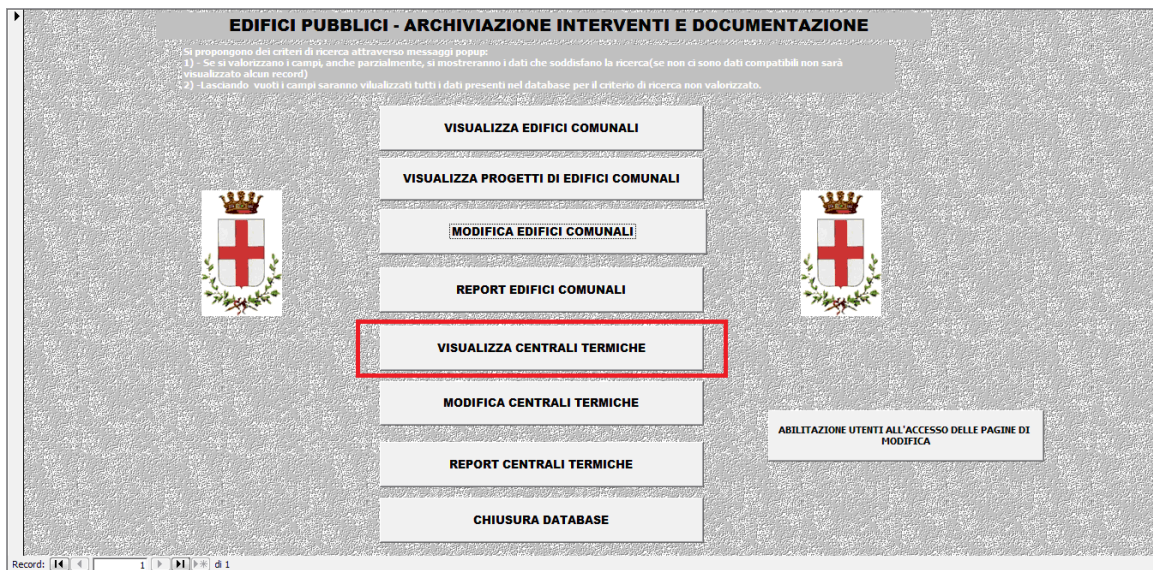 EDIFICI PUBBLICI - ARCHIVIAZIONE INTERVENTI E DOCUMENTAZIONE
Si propongono dei criteri di ricerca attraverso messaggi popup:
1) - Se si valorizzano i campi, anche parzialmente, si mostreranno i dati che soddisfano la ricerca(se non ci sono dati compatibili non sarà
visualizzato alcun record)
2) -Lasciando vuoti i campi saranno vilualizzati tutti i dati presenti nel database per il criterio di ricerca non valorizzato.
VISUALIZZA EDIFICI COMUNALI
VISUALIZZA PROGETTI DI EDIFICI COMUNALI
MODIFICA EDIFICI COMUNALI
REPORT EDIFICI COMUNALI
VISUALIZZA CENTRALI TERMICHE
MODIFICA CENTRALI TERMICHE
ABILITAZIONE UTENTI ALL'ACCESSO DELLE PAGINE DI
MODIFICA
REPORT CENTRALI TERMICHE
CHIUSURA DATABASE
Record: 1 di 1